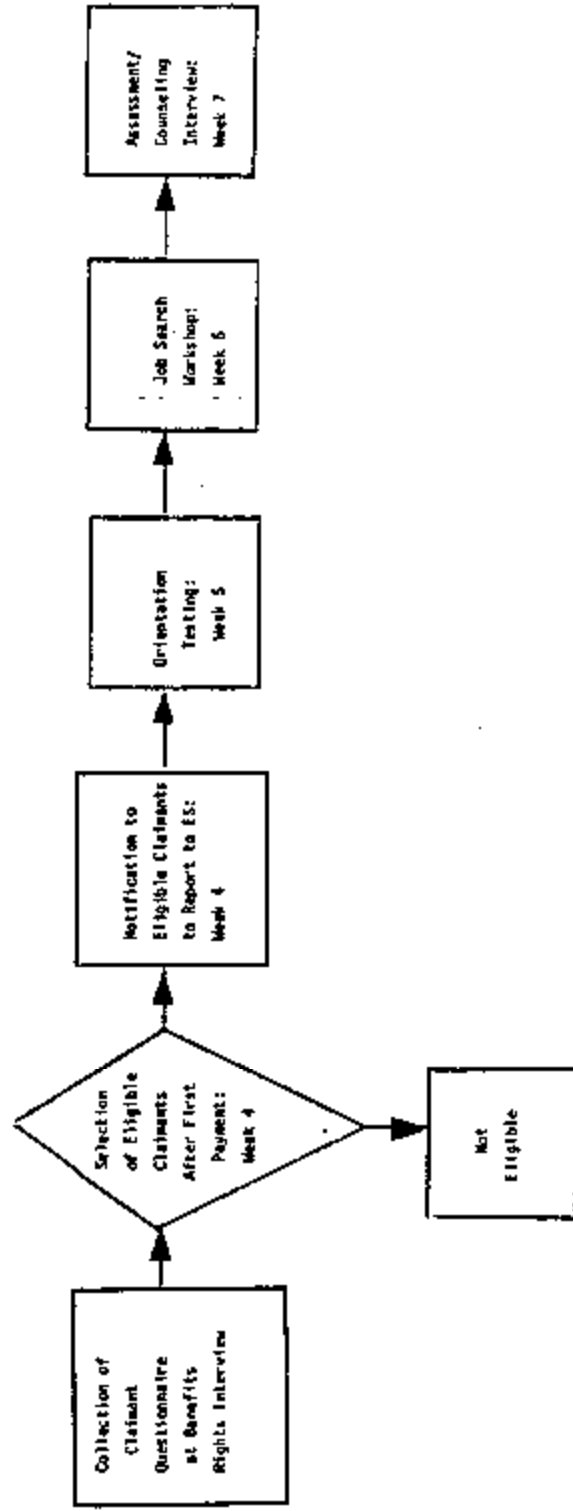 Collection of
Claimant
Questionnaire
at Benefits
Rights Interview
Selection
of Eligible
Claimants
After First
Payment:
Week 4
Not
Eligible
Notification to
Eligible Claimants
to Report to ES:
Week 4
Orientation
Testing:
Week 5
Job Search
Workshop:
Week 6
Assessment/
Counseling
Interview:
Week 7